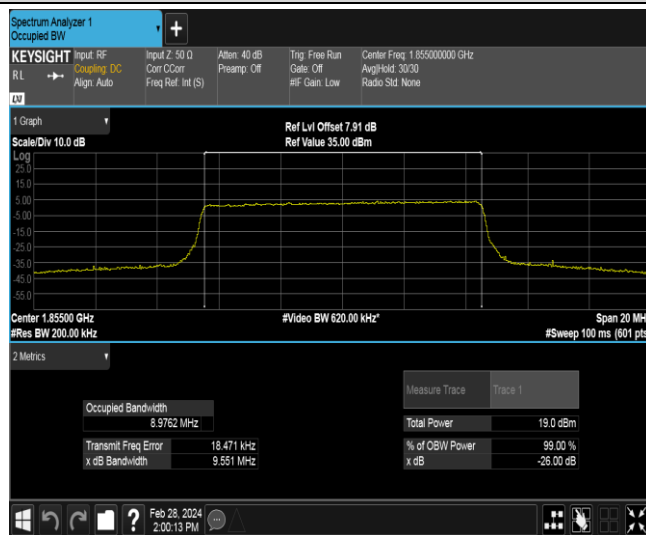 Spectrum Analyzer 1
Occupied BW
+
KEYSIGHT Input: RF Input Z: 50 Ω Atten: 40 dB Trig: Free Run Center Freq: 1.855000000 GHz
RL Coupling: DC Corr CCorr Preamp: Off Gate: Off Avg|Hold: 30/30
Align: Auto Freq Ref: Int (S) #IF Gain: Low Radio Std: None
LXI
1 Graph
Ref Lvl Offset 7.91 dB
Scale/Div 10.0 dB Ref Value 35.00 dBm
Log
25.0
15.0
5.00
-5.00
-15.0
-25.0
-35.0
-45.0
-55.0
Center 1.85500 GHz #Video BW 620.00 kHz* Span 20 MH
#Res BW 200.00 kHz #Sweep 100 ms (601 pts
2 Metrics
Measure Trace Trace 1
Occupied Bandwidth
8.9762 MHz
Total Power 19.0 dBm
Transmit Freq Error 18.471 kHz % of OBW Power 99.00 %
x dB Bandwidth 9.551 MHz x dB -26.00 dB
?
Feb 28, 2024
2:00:13 PM